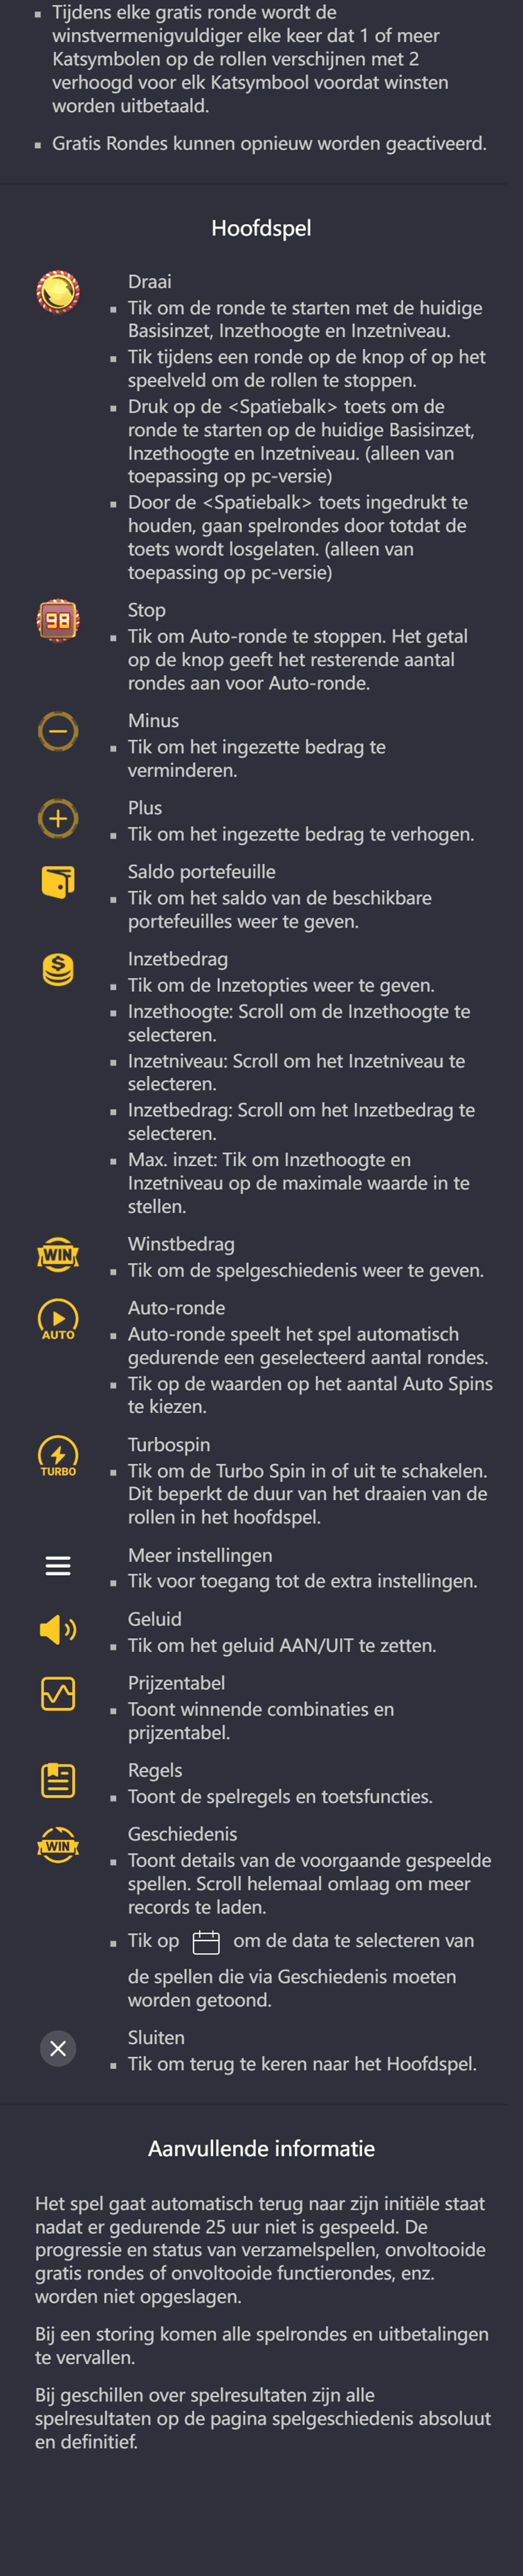 Tijdens elke gratis ronde wordt de
winstvermenigvuldiger elke keer dat 1 of meer
Katsymbolen op de rollen verschijnen met 2
verhoogd voor elk Katsymbool voordat winsten
worden uitbetaald.
Gratis Rondes kunnen opnieuw worden geactiveerd.
Hoofdspel
Draai
Tik om de ronde te starten met de huidige
Basisinzet, Inzethoogte en Inzetniveau.
Tik tijdens een ronde op de knop of op het
speelveld om de rollen te stoppen.
Druk op de <Spatiebalk> toets om de
ronde te starten op de huidige Basisinzet,
Inzethoogte en Inzetniveau. (alleen van
toepassing op pc-versie)
Door de <Spatiebalk> toets ingedrukt te
houden, gaan spelrondes door totdat de
toets wordt losgelaten. (alleen van
toepassing op pc-versie)
98
Stop
Tik om Auto-ronde te stoppen. Het getal
op de knop geeft het resterende aantal
rondes aan voor Auto-ronde.
Minus
Tik om het ingezette bedrag te
verminderen.
Plus
Tik om het ingezette bedrag te verhogen.
Saldo portefeuille
Tik om het saldo van de beschikbare
portefeuilles weer te geven.
Inzetbedrag
Tik om de Inzetopties weer te geven.
Inzethoogte: Scroll om de Inzethoogte te
selecteren.
Inzetniveau: Scroll om het Inzetniveau te
selecteren.
Inzetbedrag: Scroll om het Inzetbedrag te
selecteren.
Max. inzet: Tik om Inzethoogte en
Inzetniveau op de maximale waarde in te
stellen.
WIN
Winstbedrag
Tik om de spelgeschiedenis weer te geven.
AUTO
Auto-ronde
Auto-ronde speelt het spel automatisch
gedurende een geselecteerd aantal rondes.
Tik op de waarden op het aantal Auto Spins
te kiezen.
TURBO
Turbospin
Tik om de Turbo Spin in of uit te schakelen.
Dit beperkt de duur van het draaien van de
rollen in het hoofdspel.
Meer instellingen
Tik voor toegang tot de extra instellingen.
Geluid
Tik om het geluid AAN/UIT te zetten.
Prijzentabel
Toont winnende combinaties en
prijzentabel.
Regels
Toont de spelregels en toetsfuncties.
WIN
Geschiedenis
Toont details van de voorgaande gespeelde
spellen. Scroll helemaal omlaag om meer
records te laden.
Tik op om de data te selecteren van
de spellen die via Geschiedenis moeten
worden getoond.
Sluiten
Tik om terug te keren naar het Hoofdspel.
Aanvullende informatie
Het spel gaat automatisch terug naar zijn initiële staat
nadat er gedurende 25 uur niet is gespeeld. De
progressie en status van verzamelspellen, onvoltooide
gratis rondes of onvoltooide functierondes, enz.
worden niet opgeslagen.
Bij een storing komen alle spelrondes en uitbetalingen
te vervallen.
Bij geschillen over spelresultaten zijn alle
spelresultaten op de pagina spelgeschiedenis absoluut
en definitief.